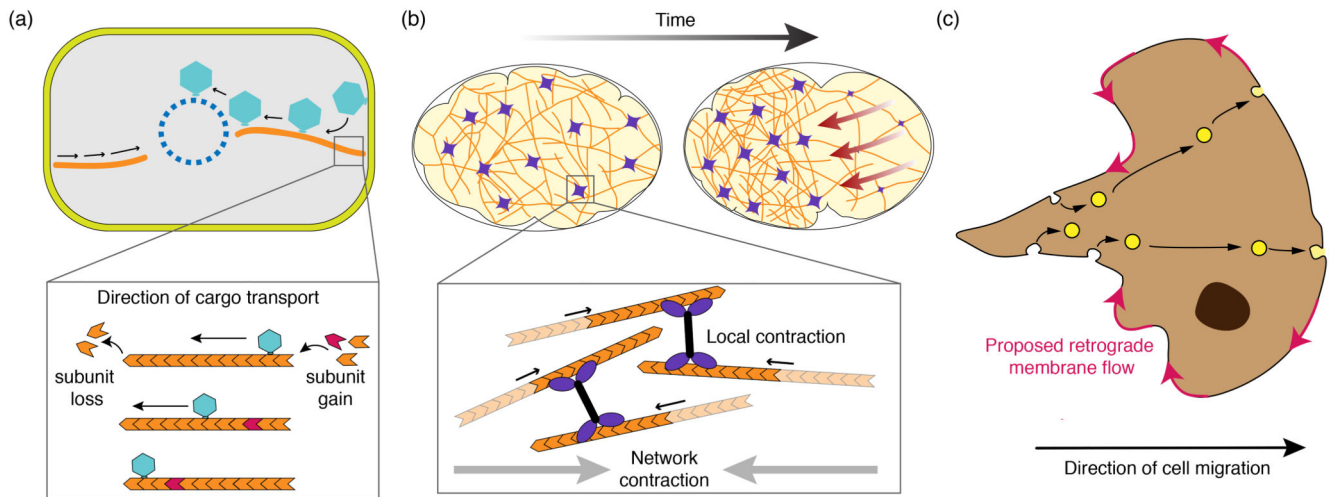 (a)
Direction of cargo transport
subunit
loss
subunit
gain
(b)
Time
Local contraction
Network
contraction
(c)
Proposed retrograde
membrane flow
Direction of cell migration